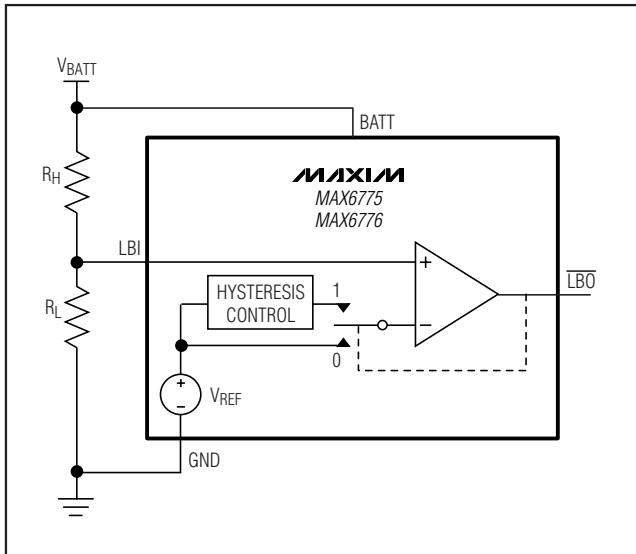 VBATT
BATT
RH
MAXIM
MAX6775
MAX6776
LBI
+
HYSTERESIS
CONTROL
1
−
LBO
RL
0
+
−
VREF
GND